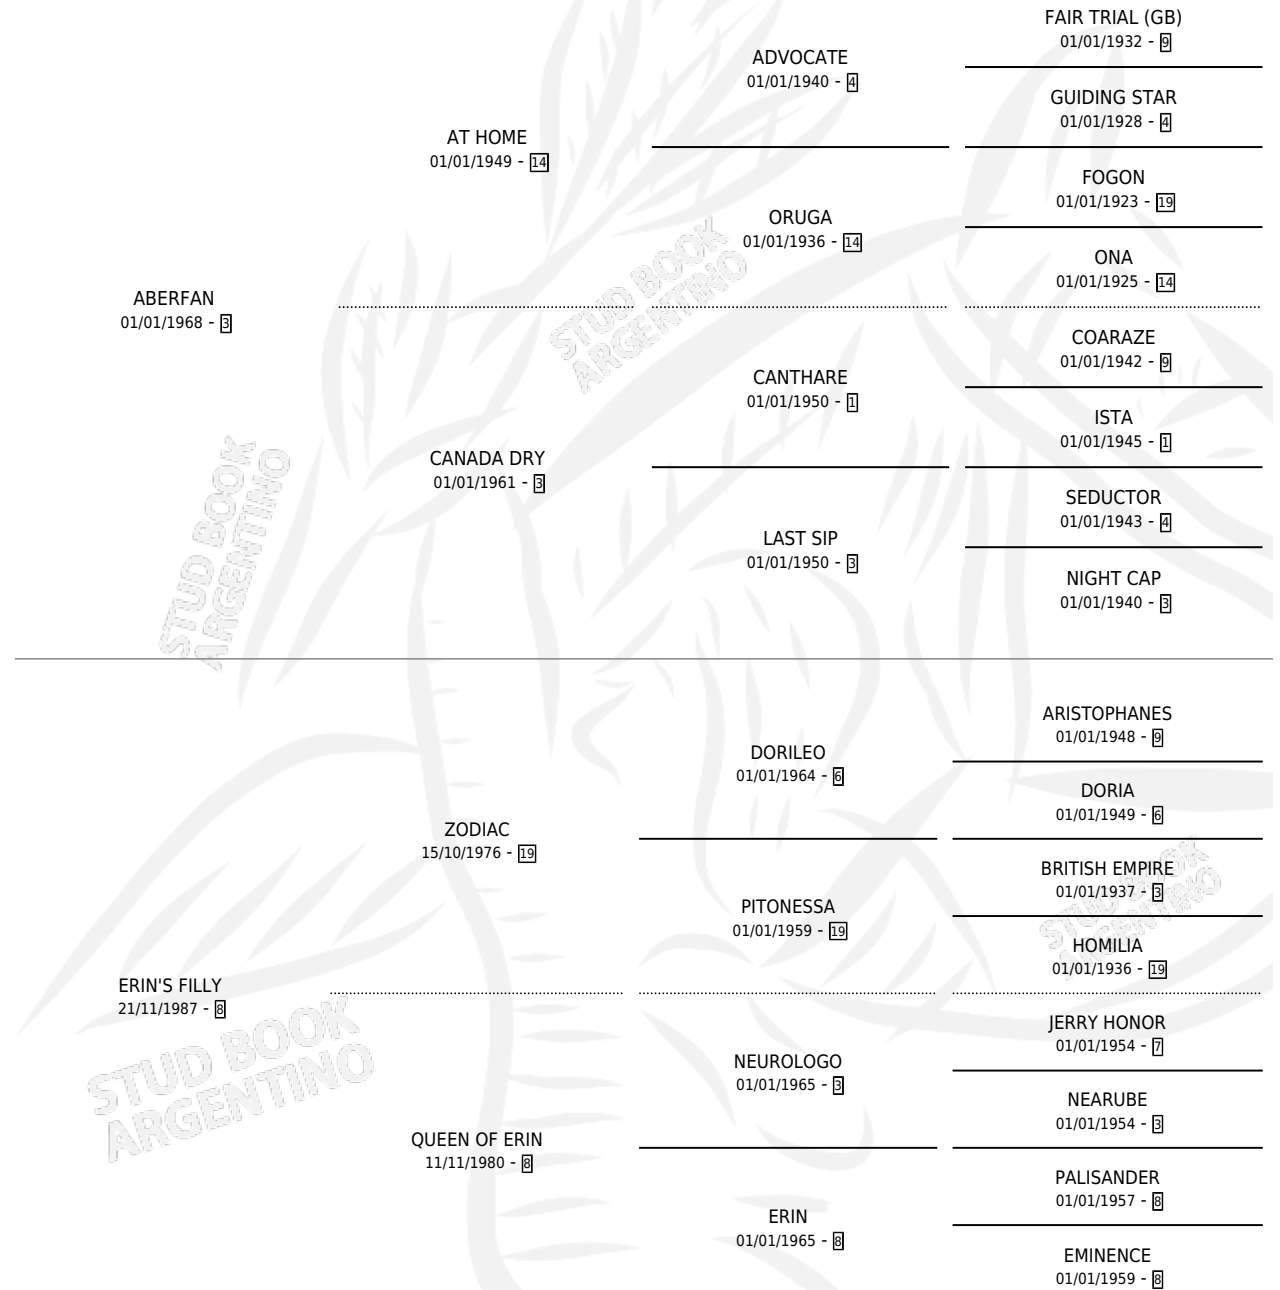 FAIR TRIAL (GB)
01/01/1932 - 9
ADVOCATE
01/01/1940 - 4
GUIDING STAR
01/01/1928 - 4
AT HOME
01/01/1949 - 14
FOGON
01/01/1923 - 19
ORUGA
01/01/1936 - 14
ONA
01/01/1925 - 14
ABERFAN
01/01/1968 - 3
COARAZE
01/01/1942 - 9
CANTHARE
01/01/1950 - 1
ISTA
01/01/1945 - 1
CANADA DRY
01/01/1961 - 3
SEDUCTOR
01/01/1943 - 4
LAST SIP
01/01/1950 - 3
NIGHT CAP
01/01/1940 - 3
ARISTOPHANES
01/01/1948 - 9
DORILEO
01/01/1964 - 6
DORIA
01/01/1949 - 6
ZODIAC
15/10/1976 - 19
BRITISH EMPIRE
01/01/1937 - 3
PITONESSA
01/01/1959 - 19
HOMILIA
01/01/1936 - 19
ERIN'S FILLY
21/11/1987 - 8
JERRY HONOR
01/01/1954 - 7
NEUROLOGO
01/01/1965 - 3
NEARUBE
01/01/1954 - 3
QUEEN OF ERIN
11/11/1980 - 8
PALISANDER
01/01/1957 - 8
ERIN
01/01/1965 - 8
EMINENCE
01/01/1959 - 8
STUD BOOK
ARGENTINO
STUD BOOK
ARGENTINO
STUD BOOK
ARGENTINO
STUD BOOK
ARGENTINO